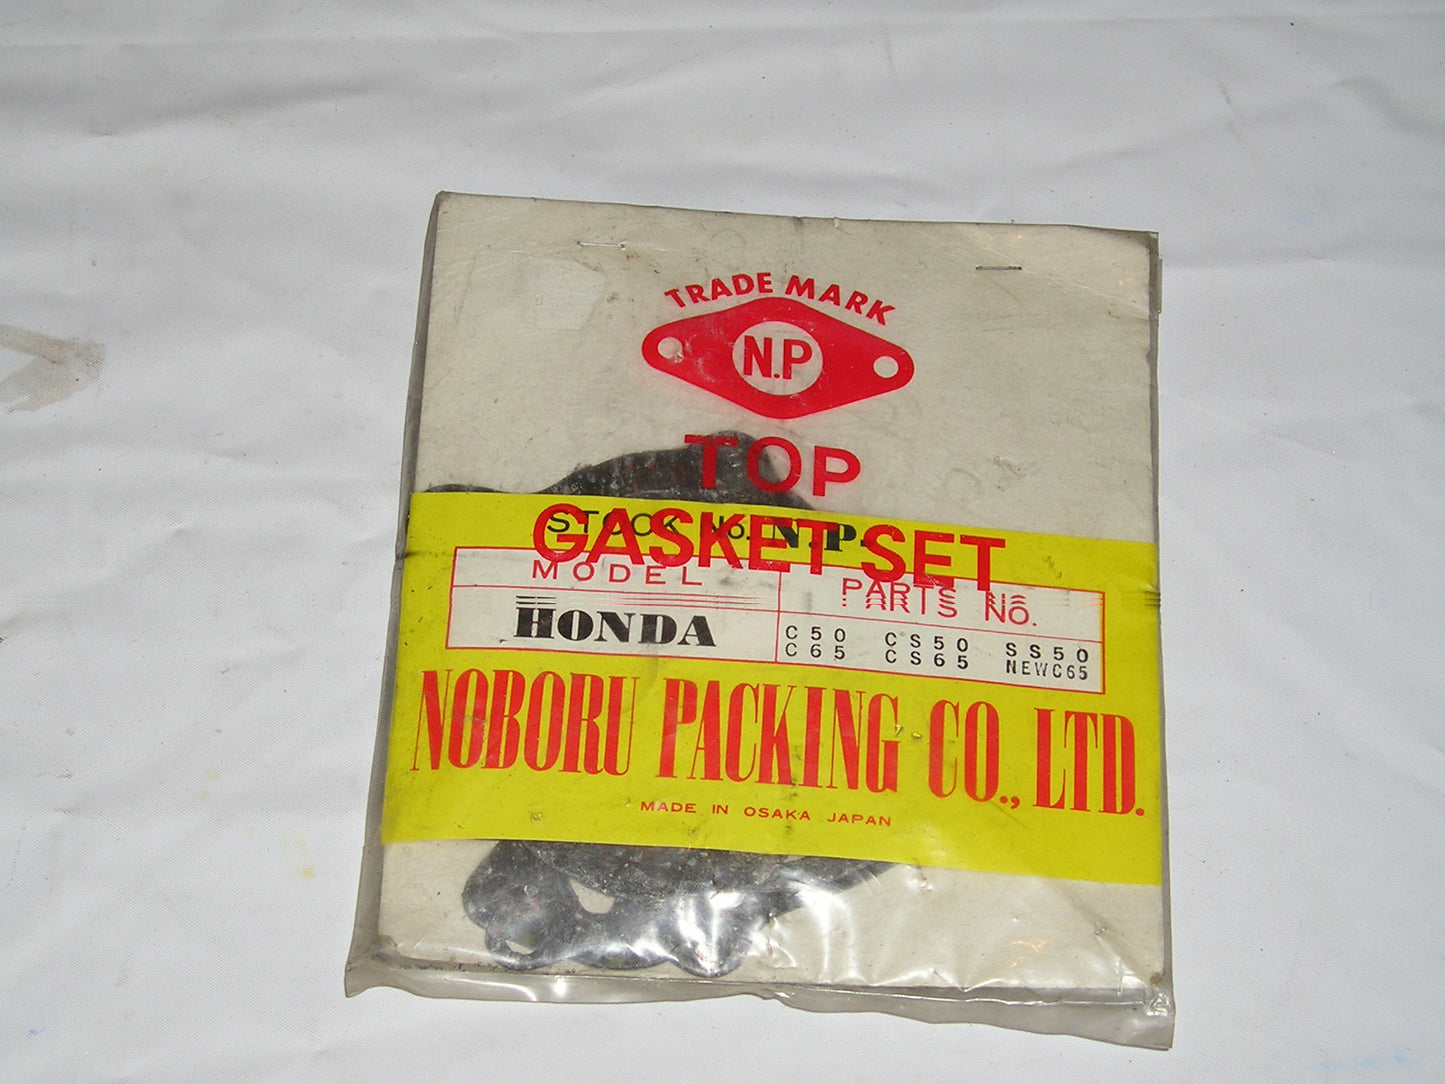 TRADE MARK
N.P
TOP
GASKET SET
STOCK No. N.P-
MODEL PARTS No.
HONDA
C50 CS50 SS50
C65 CS65 NEWC65
NOBORU PACKING CO., LTD.
MADE IN OSAKA JAPAN